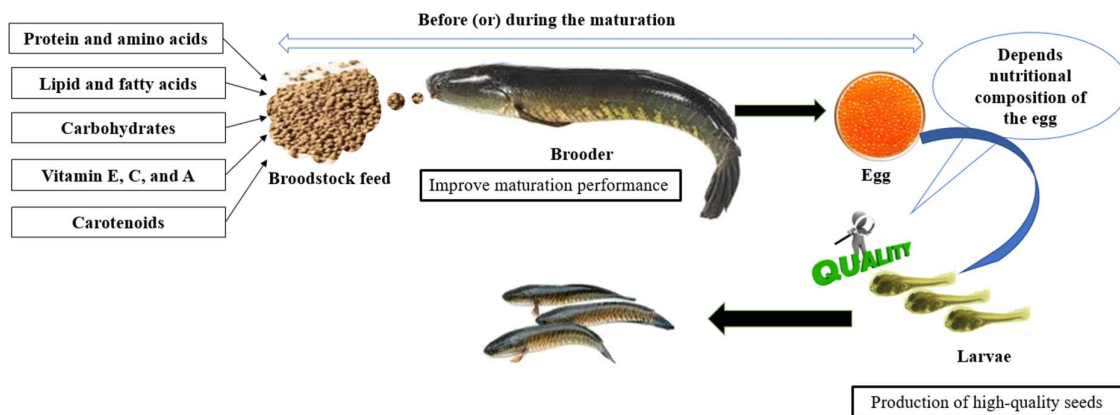 Before (or) during the maturation
Protein and amino acids
Lipid and fatty acids
Carbohydrates
Vitamin E, C, and A
Carotenoids
Broodstock feed
Brooder
Improve maturation performance
Egg
Depends
nutritional
composition of
the egg
QUALITY
Larvae
Production of high-quality seeds